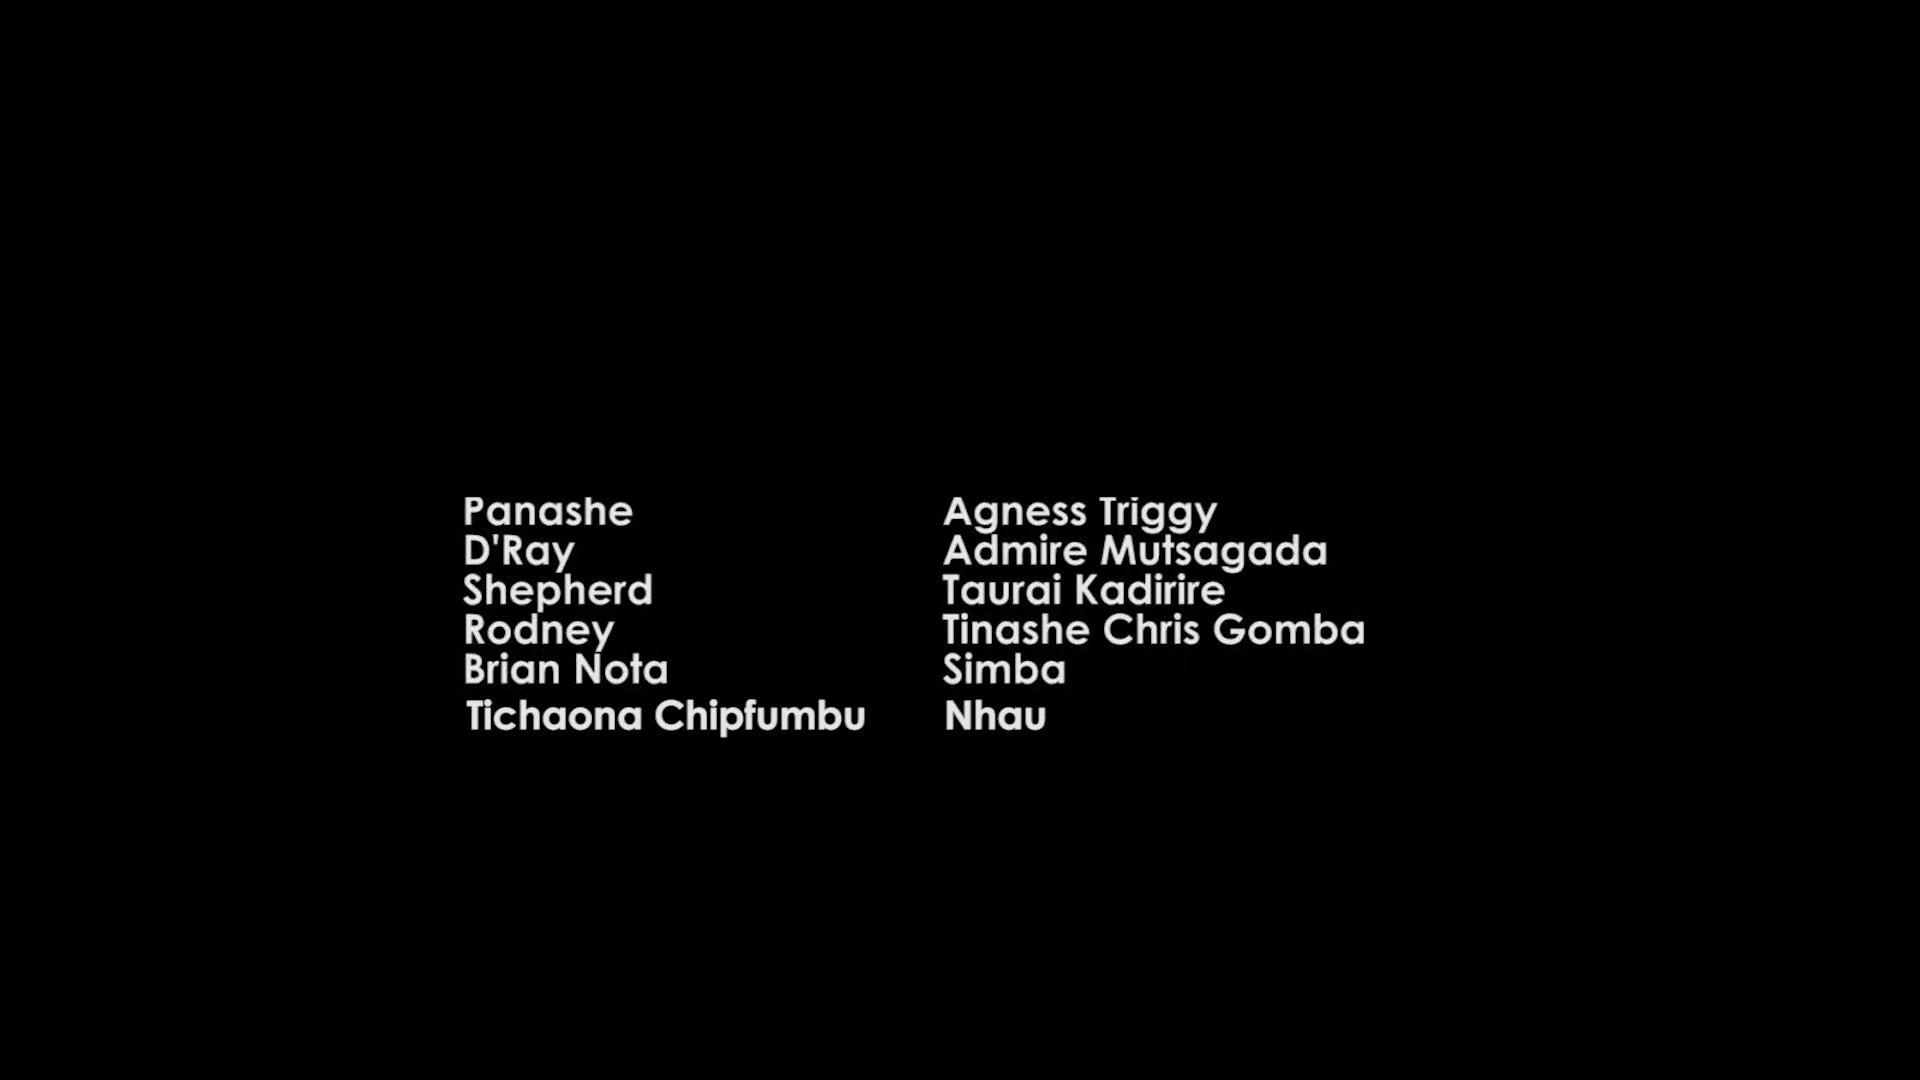 Panashe Agness Triggy
D'Ray Admire Mutsagada
Shepherd Taurai Kadirire
Rodney Tinashe Chris Gomba
Brian Nota Simba
Tichaona Chipfumbu Nhau